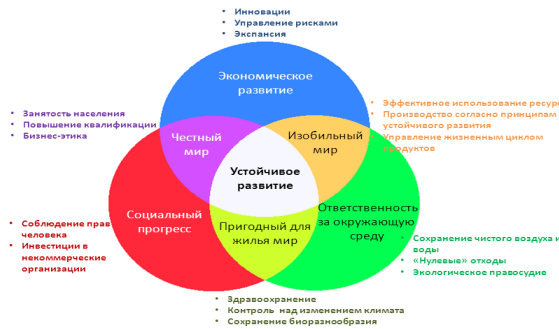 • Инновации
• Управление рисками
• Экспансия
Экономическое
развитие
• Занятость населения
• Повышение квалификации
• Бизнес-этика
• Эффективное использование ресур
• Производство согласно принципам
устойчивого развития
• Управление жизненным циклом
продуктов
Честный
мир
Изобильный
мир
Устойчивое
развитие
Социальный
прогресс
Пригодный для
жилья мир
Ответственность
за окружающую
среду
• Соблюдение прав
человека
• Инвестиции в
некоммерческие
организации
• Сохранение чистого воздуха и
воды
• «Нулевые» отходы
• Экологическое правосудие
• Здравоохранение
• Контроль над изменением климата
• Сохранение биоразнообразия